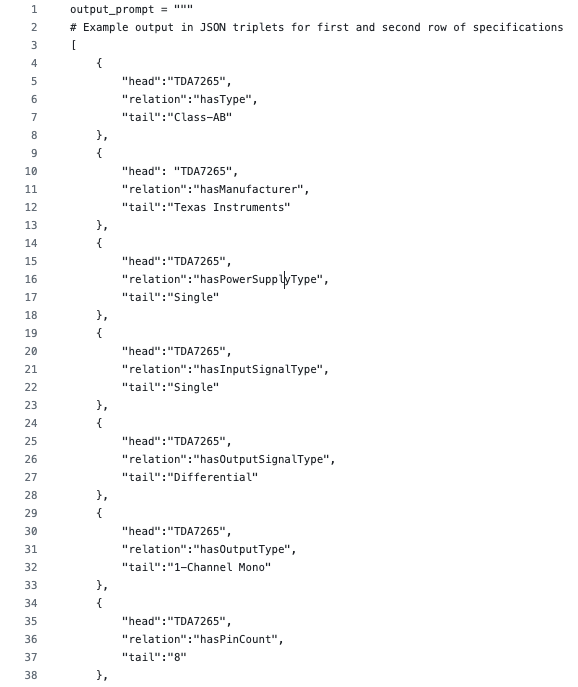 1 output_prompt = """
2 # Example output in JSON triplets for first and second row of specifications
3 [
4 {
5 "head":"TDA7265",
6 "relation":"hasType",
7 "tail":"Class-AB"
8 },
9 {
10 "head": "TDA7265",
11 "relation":"hasManufacturer",
12 "tail":"Texas Instruments"
13 },
14 {
15 "head":"TDA7265",
16 "relation":"hasPowerSupplyType",
17 "tail":"Single"
18 },
19 {
20 "head":"TDA7265",
21 "relation":"hasInputSignalType",
22 "tail":"Single"
23 },
24 {
25 "head":"TDA7265",
26 "relation":"hasOutputSignalType",
27 "tail":"Differential"
28 },
29 {
30 "head":"TDA7265",
31 "relation":"hasOutputType",
32 "tail":"1-Channel Mono"
33 },
34 {
35 "head":"TDA7265",
36 "relation":"hasPinCount",
37 "tail":"8"
38 },